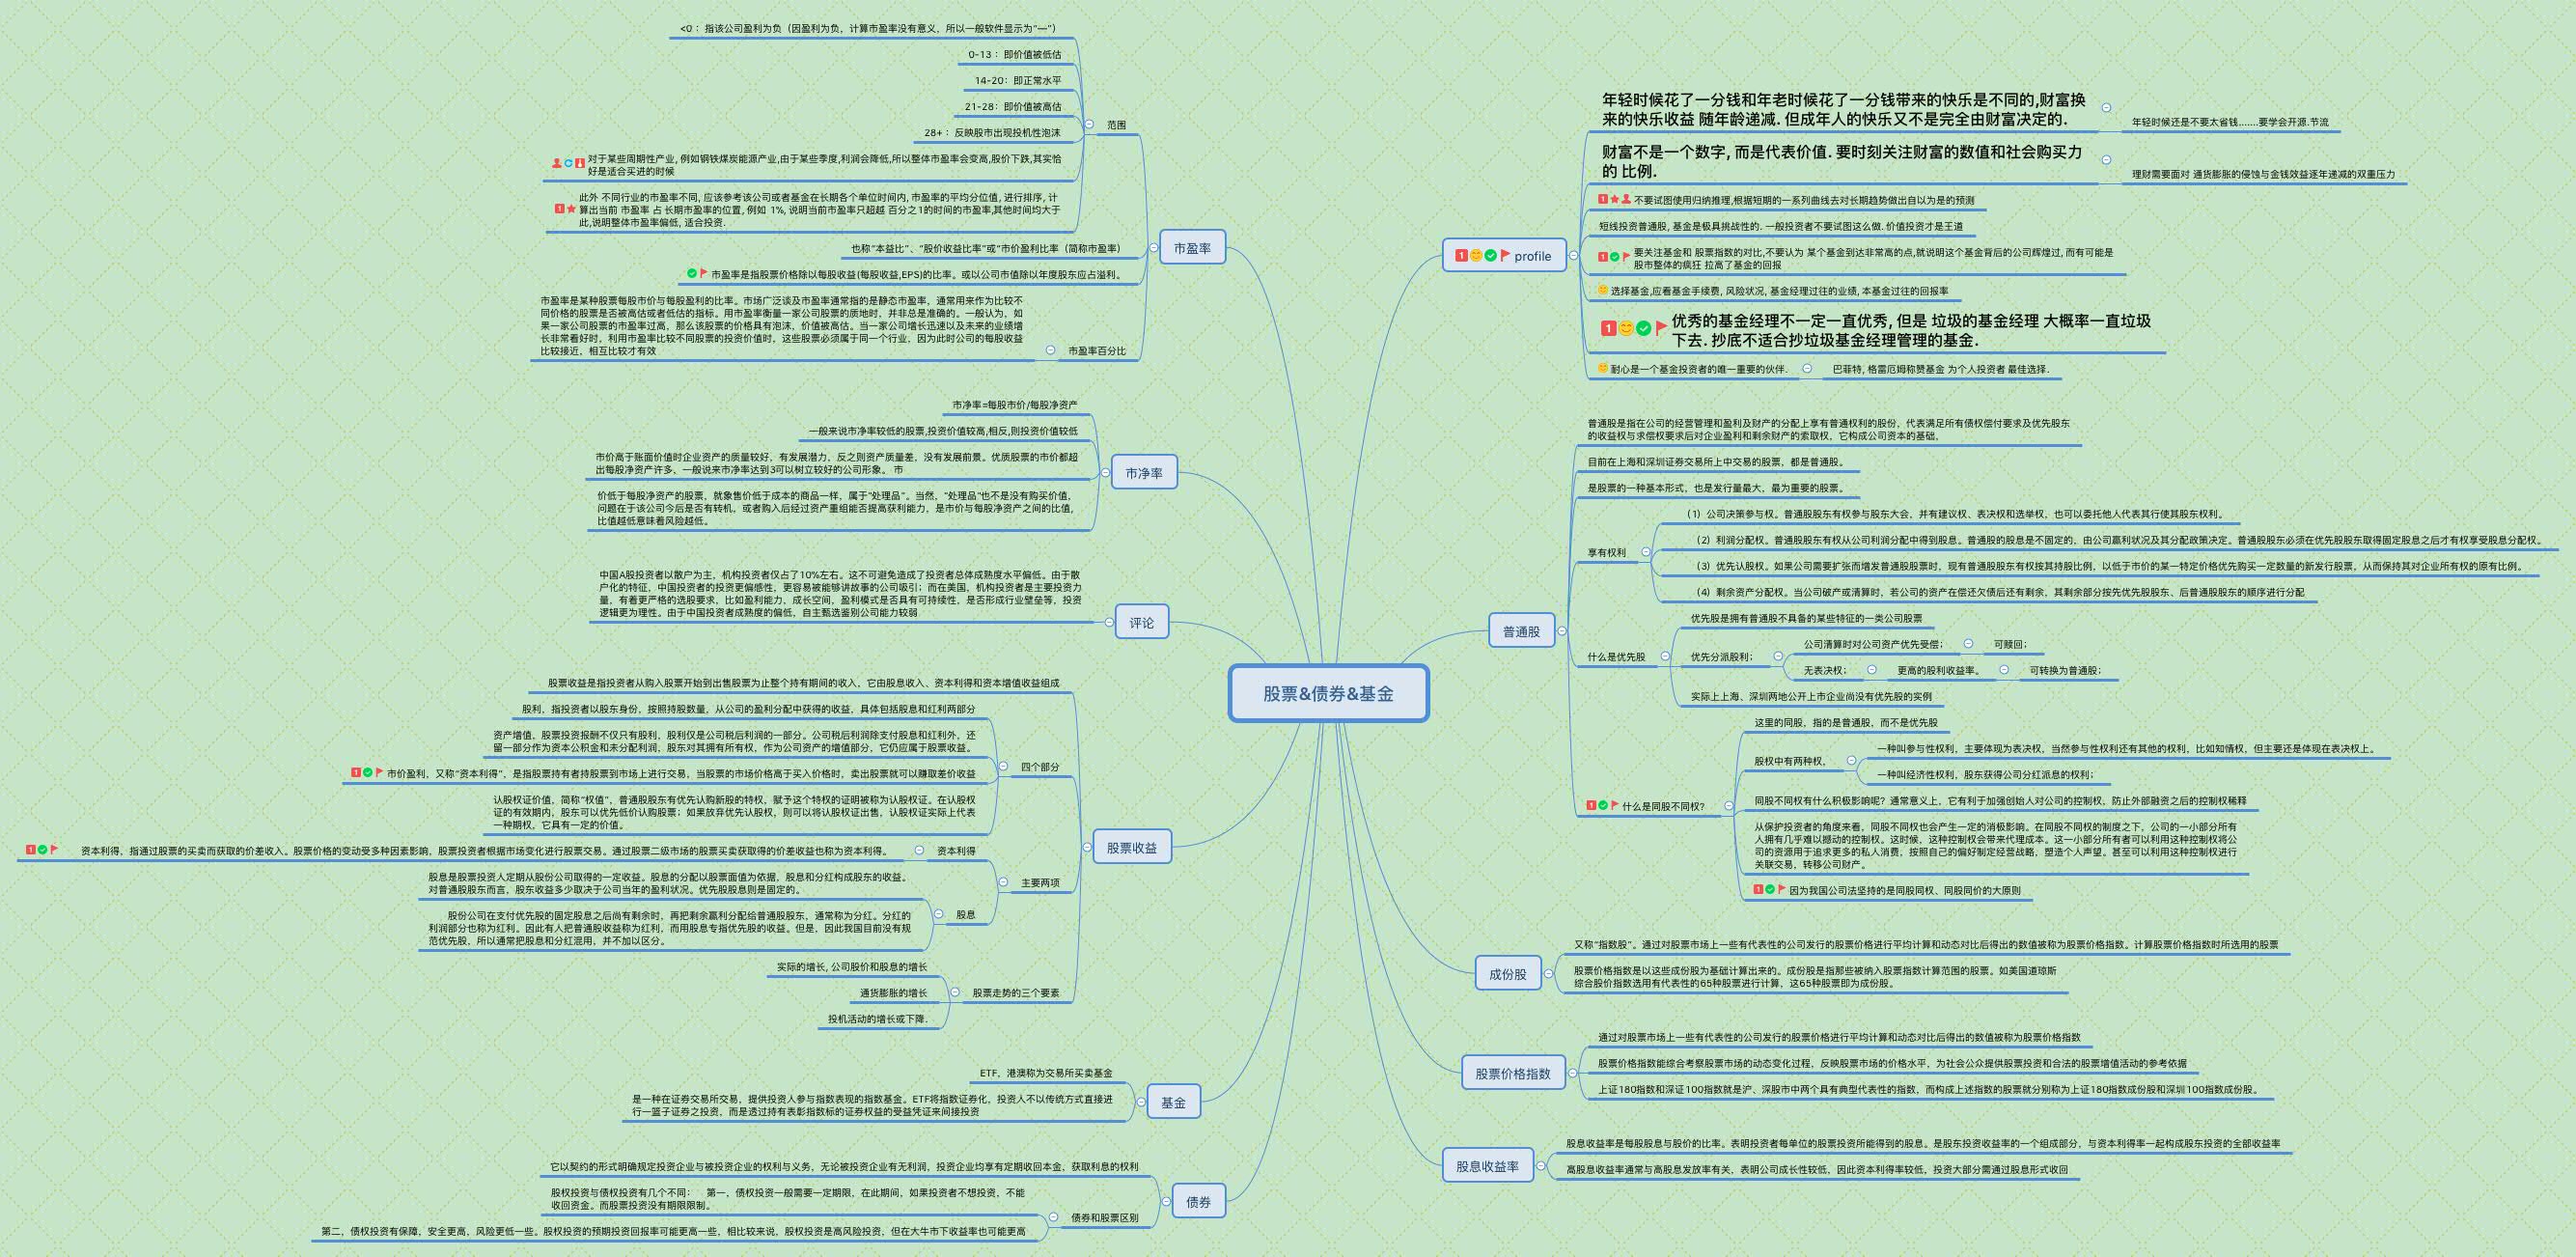 股票&债券&基金
profile
年轻时候花了一分钱和年老时候花了一分钱带来的快乐是不同的,财富换
来的快乐收益 随年龄递减. 但成年人的快乐又不是完全由财富决定的.
年轻时候还是不要太省钱.......要学会开源.节流
财富不是一个数字, 而是代表价值. 要时刻关注财富的数值和社会购买力
的 比例.
理财需要面对 通货膨胀的侵蚀与金钱效益逐年递减的双重压力
不要试图使用归纳推理,根据短期的一系列曲线去对长期趋势做出自以为是的预测
短线投资普通股, 基金是极具挑战性的. 一般投资者不要试图这么做. 价值投资才是王道
要关注基金和 股票指数的对比,不要认为 某个基金到达非常高的点,就说明这个基金背后的公司辉煌过, 而有可能是
股市整体的疯狂 拉高了基金的回报
选择基金,应看基金手续费, 风险状况, 基金经理过往的业绩, 本基金过往的回报率
优秀的基金经理不一定一直优秀, 但是 垃圾的基金经理 大概率一直垃圾
下去. 抄底不适合抄垃圾基金经理管理的基金.
耐心是一个基金投资者的唯一重要的伙伴.
巴菲特, 格雷厄姆称赞基金 为个人投资者 最佳选择.
普通股
普通股是指在公司的经营管理和盈利及财产的分配上享有普通权利的股份，代表满足所有债权偿付要求及优先股东
的收益权与求偿权要求后对企业盈利和剩余财产的索取权，它构成公司资本的基础，
目前在上海和深圳证券交易所上中交易的股票，都是普通股。
是股票的一种基本形式，也是发行量最大，最为重要的股票。
享有权利
（1）公司决策参与权。普通股股东有权参与股东大会，并有建议权、表决权和选举权，也可以委托他人代表其行使其股东权利。
（2）利润分配权。普通股股东有权从公司利润分配中得到股息。普通股的股息是不固定的，由公司赢利状况及其分配政策决定。普通股股东必须在优先股股东取得固定股息之后才有权享受股息分配权。
（3）优先认股权。如果公司需要扩张而增发普通股股票时，现有普通股股东有权按其持股比例，以低于市价的某一特定价格优先购买一定数量的新发行股票，从而保持其对企业所有权的原有比例。
（4）剩余资产分配权。当公司破产或清算时，若公司的资产在偿还欠债后还有剩余，其剩余部分按先优先股股东、后普通股股东的顺序进行分配
什么是优先股
优先股是拥有普通股不具备的某些特征的一类公司股票
优先分派股利；
公司清算时对公司资产优先受偿；
可赎回；
无表决权；
更高的股利收益率。
可转换为普通股；
实际上上海、深圳两地公开上市企业尚没有优先股的实例
什么是同股不同权?
这里的同股，指的是普通股，而不是优先股
股权中有两种权，
一种叫参与性权利，主要体现为表决权，当然参与性权利还有其他的权利，比如知情权，但主要还是体现在表决权上。
一种叫经济性权利，股东获得公司分红派息的权利；
同股不同权有什么积极影响呢？通常意义上，它有利于加强创始人对公司的控制权，防止外部融资之后的控制权稀释
从保护投资者的角度来看，同股不同权也会产生一定的消极影响。在同股不同权的制度之下，公司的一小部分所有
人拥有几乎难以撼动的控制权。这时候，这种控制权会带来代理成本。这一小部分所有者可以利用这种控制权将公
司的资源用于追求更多的私人消费，按照自己的偏好制定经营战略，塑造个人声望，甚至可以利用这种控制权进行
关联交易，转移公司财产。
因为我国公司法坚持的是同股同权、同股同价的大原则
成份股
又称“指数股”。通过对股票市场上一些有代表性的公司发行的股票价格进行平均计算和动态对比后得出的数值被称为股票价格指数。计算股票价格指数时所选用的股票
股票价格指数是以这些成份股为基础计算出来的。成份股是指那些被纳入股票指数计算范围的股票。如美国道琼斯
综合股价指数选用有代表性的65种股票进行计算，这65种股票即为成份股。
股票价格指数
通过对股票市场上一些有代表性的公司发行的股票价格进行平均计算和动态对比后得出的数值被称为股票价格指数
股票价格指数能综合考察股票市场的动态变化过程，反映股票市场的价格水平，为社会公众提供股票投资和合法的股票增值活动的参考依据
上证180指数和深证100指数就是沪、深股市中两个具有典型代表性的指数，而构成上述指数的股票就分别称为上证180指数成份股和深圳100指数成份股。
股息收益率
股息收益率是每股股息与股价的比率。表明投资者每单位的股票投资所能得到的股息。是股东投资收益率的一个组成部分，与资本利得率一起构成股东投资的全部收益率
高股息收益率通常与高股息发放率有关，表明公司成长性较低，因此资本利得率较低，投资大部分需通过股息形式收回
市盈率
范围
<0： 指该公司盈利为负（因盈利为负，计算市盈率没有意义，所以一般软件显示为“—”）
0-13 ：即价值被低估
14-20：即正常水平
21-28：即价值被高估
28+ ：反映股市出现投机性泡沫
对于某些周期性产业, 例如钢铁煤炭能源产业,由于某些季度,利润会降低,所以整体市盈率会变高,股价下跌,其实恰
好是适合买进的时候
此外 不同行业的市盈率不同, 应该参考该公司或者基金在长期各个单位时间内, 市盈率的平均分位值, 进行排序, 计
算出当前 市盈率 占 长期市盈率的位置, 例如 1%, 说明当前市盈率只超越 百分之1的时间的市盈率,其他时间均大于
此,说明整体市盈率偏低, 适合投资.
也称“本益比”、“股价收益比率”或“市价盈利比率（简称市盈率）
市盈率是指股票价格除以每股收益(每股收益,EPS)的比率。或以公司市值除以年度股东应占溢利。
市盈率百分比
市盈率是某种股票每股市价与每股盈利的比率。市场广泛谈及市盈率通常指的是静态市盈率，通常用来作为比较不
同价格的股票是否被高估或者低估的指标。用市盈率衡量一家公司股票的质地时，并非总是准确的。一般认为，如
果一家公司股票的市盈率过高，那么该股票的价格具有泡沫，价值被高估。当一家公司增长迅速以及未来的业绩增
长非常看好时，利用市盈率比较不同股票的投资价值时，这些股票必须属于同一个行业，因为此时公司的每股收益
比较接近，相互比较才有效
市净率
市净率=每股市价/每股净资产
一般来说市净率较低的股票,投资价值较高,相反,则投资价值较低
市价高于账面价值时企业资产的质量较好，有发展潜力，反之则资产质量差，没有发展前景。优质股票的市价都超
出每股净资产许多，一般说来市净率达到3可以树立较好的公司形象。 市
价低于每股净资产的股票，就象售价低于成本的商品一样，属于“处理品”。当然，“处理品”也不是没有购买价值，
问题在于该公司今后是否有转机，或者购入后经过资产重组能否提高获利能力，是市价与每股净资产之间的比值，
比值越低意味着风险越低。
评论
中国A股投资者以散户为主，机构投资者仅占了10%左右。这不可避免造成了投资者总体成熟度水平偏低。由于散
户化的特征，中国投资者的投资更偏感性，更容易被能够讲故事的公司吸引；而在美国，机构投资者是主要投资力
量，有着更严格的选股要求，比如盈利能力，成长空间，盈利模式是否具有可持续性，是否形成行业壁垒等，投资
逻辑更为理性。由于中国投资者成熟度的偏低，自主甄选鉴别公司能力较弱
股票收益
股票收益是指投资者从购入股票开始到出售股票为止整个持有期间的收入，它由股息收入、资本利得和资本增值收益组成
四个部分
股利，指投资者以股东身份，按照持股数量，从公司的盈利分配中获得的收益，具体包括股息和红利两部分
资产增值，股票投资报酬不仅只有股利，股利仅是公司税后利润的一部分。公司税后利润除支付股息和红利外，还
留一部分作为资本公积金和未分配利润，股东对其拥有所有权，作为公司资产的增值部分，它仍应属于股票收益。
市价盈利，又称“资本利得”，是指股票持有者持股票到市场上进行交易，当股票的市场价格高于买入价格时，卖出股票就可以赚取差价收益
认股权证价值，简称“权值”，普通股股东有优先认购新股的特权，赋予这个特权的证明被称为认股权证。在认股权
证的有效期内，股东可以优先低价认购股票；如果放弃优先认股权，则可以将认股权证出售，认股权证实际上代表
一种期权，它具有一定的价值。
主要两项
资本利得
资本利得，指通过股票的买卖而获取的价差收入。股票价格的变动受多种因素影响，股票投资者根据市场变化进行股票交易，通过股票二级市场的股票买卖获取得的价差收益也称为资本利得。
股息
股息是股票投资人定期从股份公司取得的一定收益。股息的分配以股票面值为依据，股息和分红构成股东的收益。
对普通股股东而言，股东收益多少取决于公司当年的盈利状况。优先股股息则是固定的。
股份公司在支付优先股的固定股息之后尚有剩余时，再把剩余赢利分配给普通股股东，通常称为分红。分红的
利润部分也称为红利。因此有人把普通股收益称为红利，而用股息专指优先股的收益。但是，因此我国目前没有规
范优先股，所以通常把股息和分红混用，并不加以区分。
股票走势的三个要素
实际的增长, 公司股价和股息的增长
通货膨胀的增长
投机活动的增长或下降.
基金
ETF，港澳称为交易所买卖基金
是一种在证券交易所交易，提供投资人参与指数表现的指数基金。ETF将指数证券化，投资人不以传统方式直接进
行一篮子证券之投资，而是透过持有表彰指数标的证券权益的受益凭证来间接投资
债券
它以契约的形式明确规定投资企业与被投资企业的权利与义务，无论被投资企业有无利润，投资企业均享有定期收回本金，获取利息的权利
债券和股票区别
股权投资与债权投资有几个不同： 第一，债权投资一般需要一定期限，在此期间，如果投资者不想投资，不能
收回资金。而股票投资没有期限限制。
第二，债权投资有保障，安全更高，风险更低一些。股权投资的预期投资回报率可能更高一些，相比较来说，股权投资是高风险投资，但在大牛市下收益率也可能更高